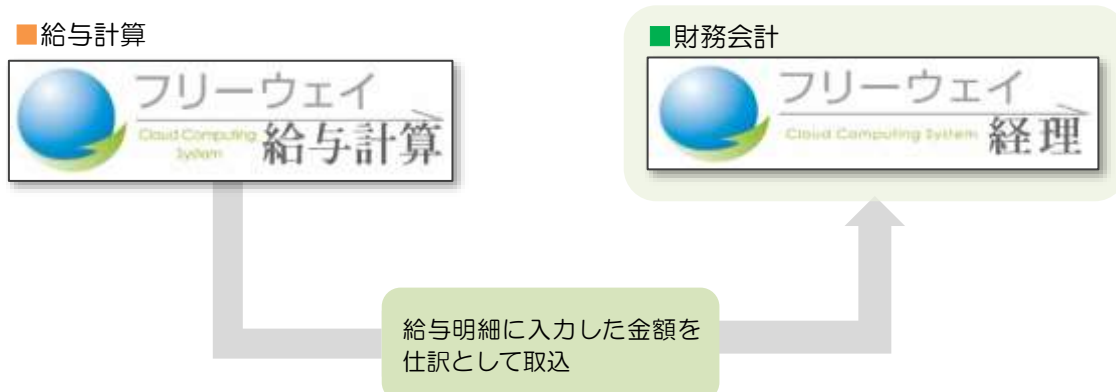 ■給与計算
フリーウェイ
Cloud Computing
System
給与計算
■財務会計
フリーウェイ
Cloud Computing System
経理
給与明細に入力した金額を
仕訳として取込